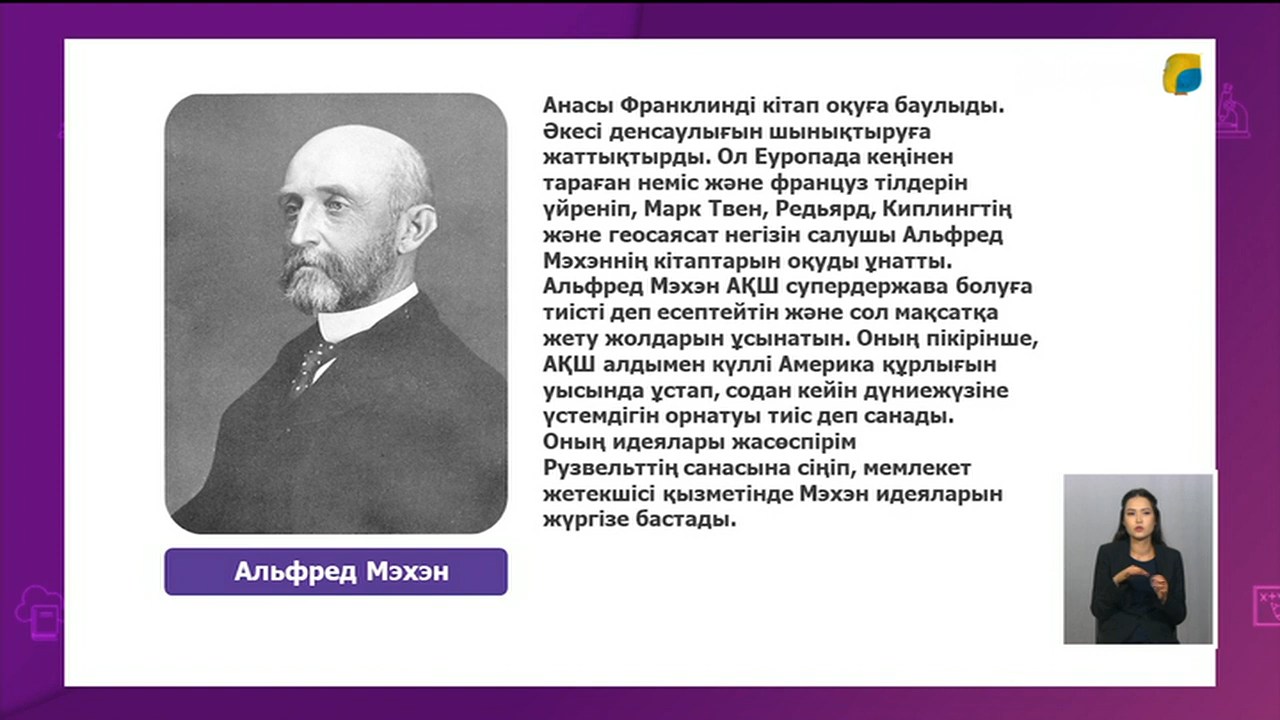 Анасы Франклинді кітап оқуға баулыды.
Әкесі денсаулығын шынықтыруға
жаттықтырды. Ол Еуропада кеңінен
тараған неміс және француз тілдерін
үйреніп, Марк Твен, Редьярд, Киплингтің
және геосаясат негізін салушы Альфред
Мэхэннің кітаптарын оқуды ұнатты.
Альфред Мэхэн АҚШ супердержава болуға
тиісті деп есептейтін және сол мақсатқа
жету жолдарын ұсынатын. Оның пікірінше,
АҚШ алдымен күллі Америка құрлығын
уысында ұстап, содан кейін дүниежүзіне
үстемдігін орнатуы тиіс деп санады.
Оның идеялары жасөспірім
Рузвельттің санасына сіңіп, мемлекет
жетекшісі қызметінде Мэхэн идеяларын
жүргізе бастады.
Альфред Мэхэн